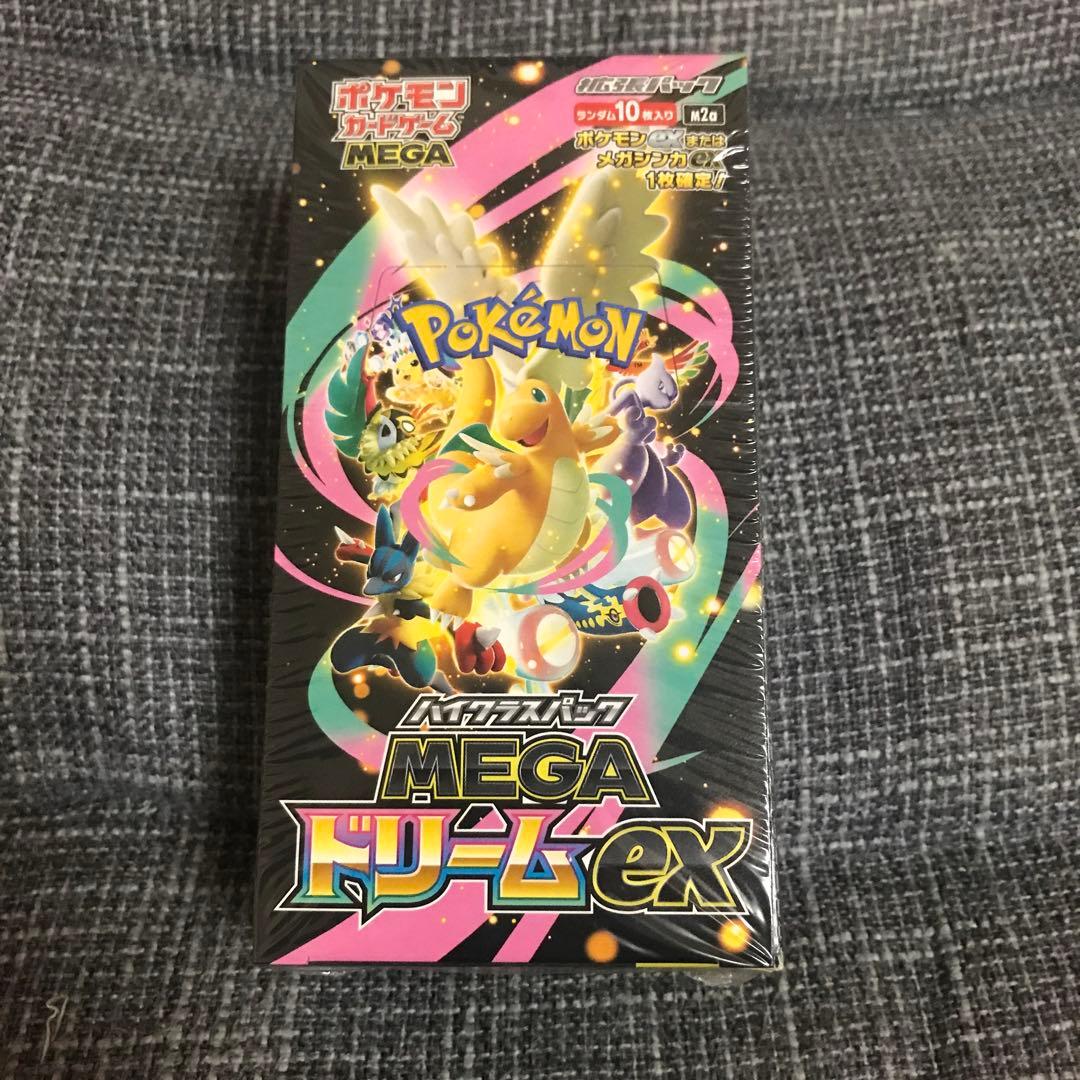 ポケモン
カードゲーム
MEGA
拡張パック
ランダム10枚入り M2a
ポケモンexまたは
メガシンカex
1枚確定!
POKéMON
TM
ハイクラスパック
MEGA
ドリームex